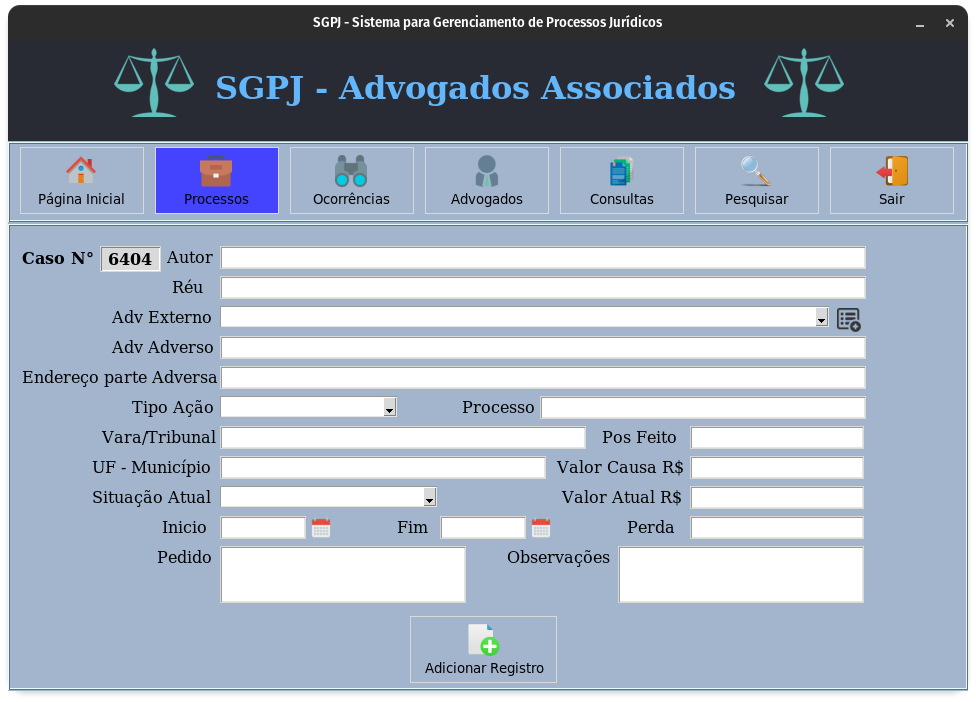 SGPJ - Sistema para Gerenciamento de Processos Jurídicos
SGPJ - Advogados Associados
Página Inicial Processos Ocorrências Advogados Consultas Pesquisar Sair
Caso N° 6404 Autor
Réu
Adv Externo
Adv Adverso
Endereço parte Adversa
Tipo Ação Processo
Vara/Tribunal Pos Feito
UF - Município Valor Causa R$
Situação Atual Valor Atual R$
Inicio Fim Perda
Pedido Observações
Adicionar Registro